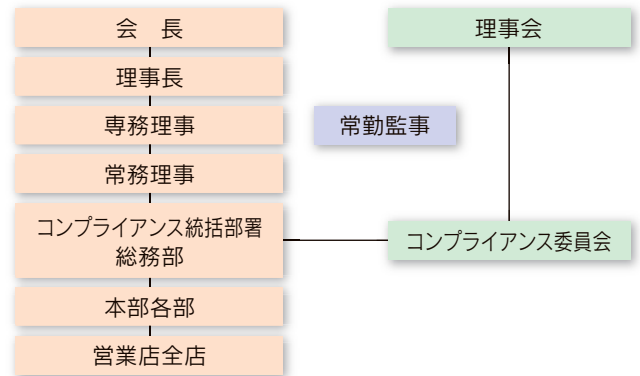 会　長
理事会
理事長
専務理事
常勤監事
常務理事
コンプライアンス統括部署
総務部
コンプライアンス委員会
本部各部
営業店全店